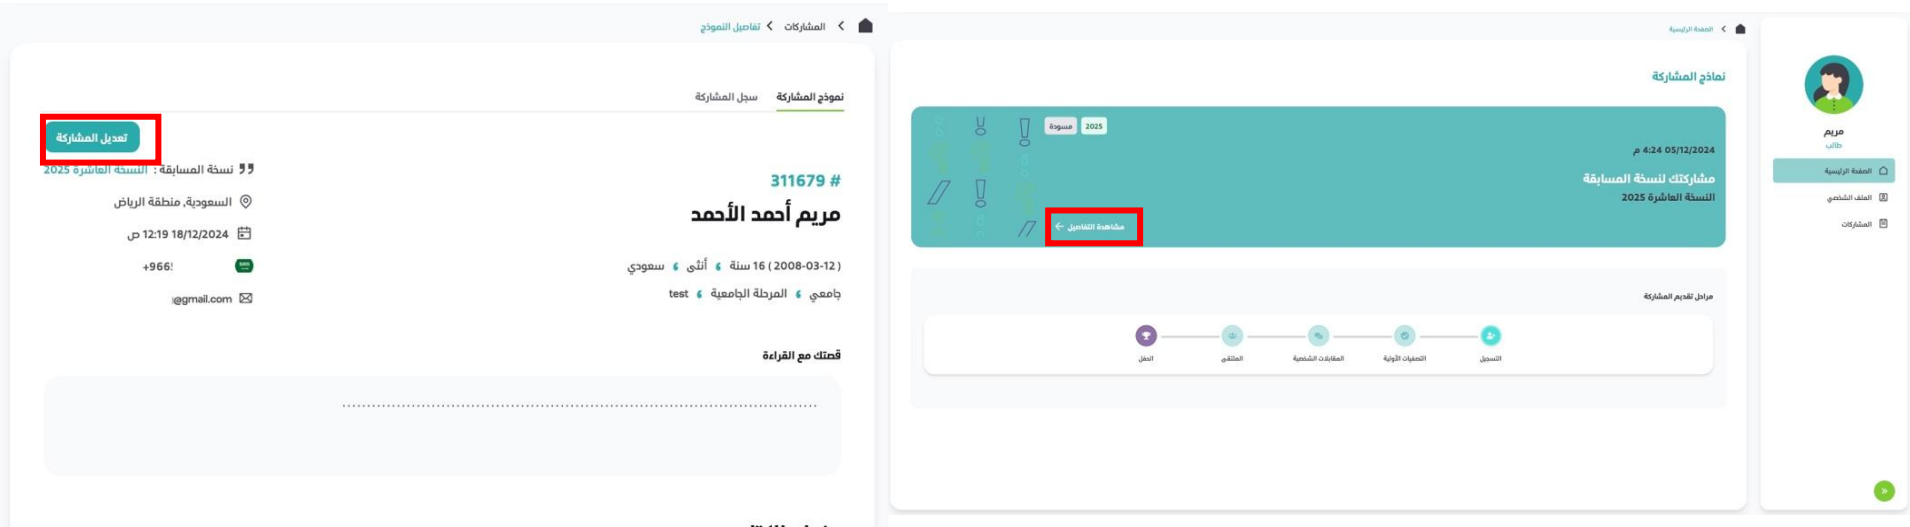 الصفحة الرئيسية
مريم
طالب
الصفحة الرئيسية
الملف الشخصي
المشاركات
نماذج المشاركة
2025
مسودة
05/12/2024 4:24 م
مشاركتك لنسخة المسابقة
النسخة العاشرة 2025
مشاهدة التفاصيل
مراحل تقديم المشاركة
التسجيل
التصفيات الأولية
المقابلات الشخصية
الملتقى
الحفل
المشاركات
تفاصيل النموذج
نموذج المشاركة
سجل المشاركة
تعديل المشاركة
# 311679
مريم أحمد الأحمد
(2008-03-12) 16 سنة أنثى سعودي
جامعي المرحلة الجامعية test
نسخة المسابقة : النسخة العاشرة 2025
السعودية, منطقة الرياض
18/12/2024 12:19 ص
+966
@gmail.com
قصتك مع القراءة